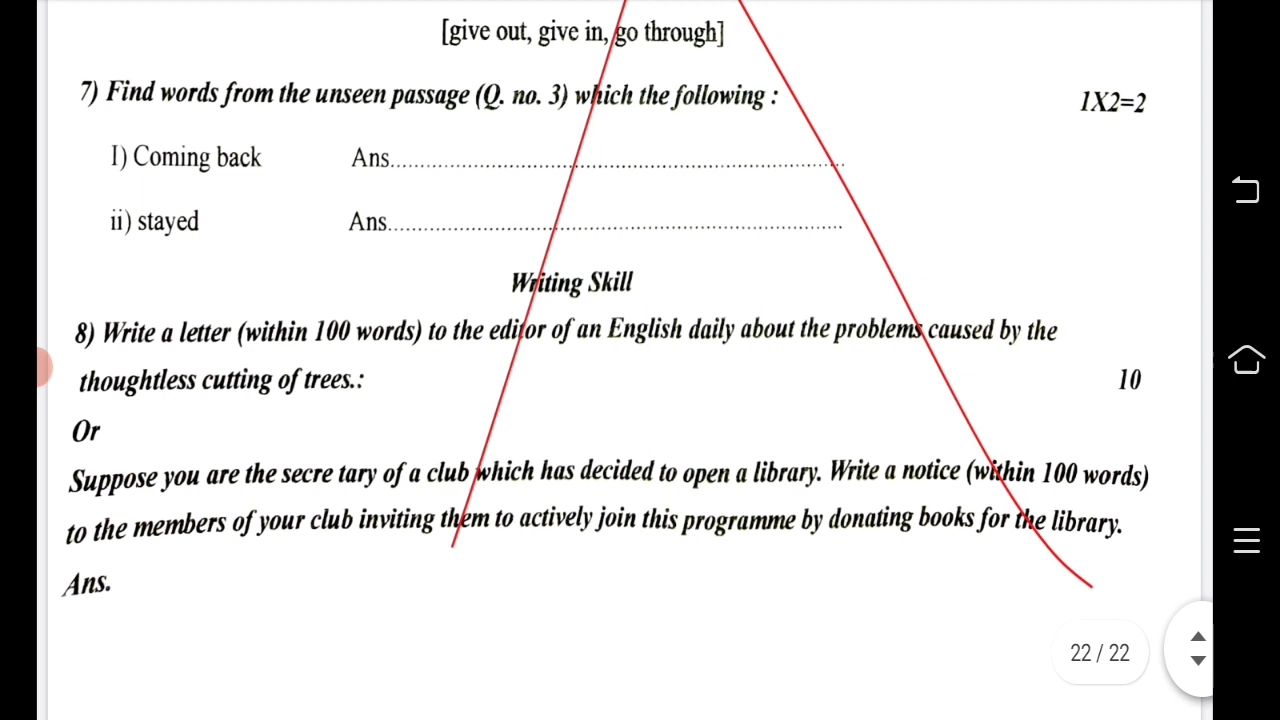 [give out, give in, go through]
7) Find words from the unseen passage (Q. no. 3) which the following : 1X2=2
I) Coming back Ans..........................................................................
ii) stayed Ans..........................................................................
Writing Skill
8) Write a letter (within 100 words) to the editor of an English daily about the problems caused by the
thoughtless cutting of trees.: 10
Or
Suppose you are the secre tary of a club which has decided to open a library. Write a notice (within 100 words)
to the members of your club inviting them to actively join this programme by donating books for the library.
Ans.
22 / 22